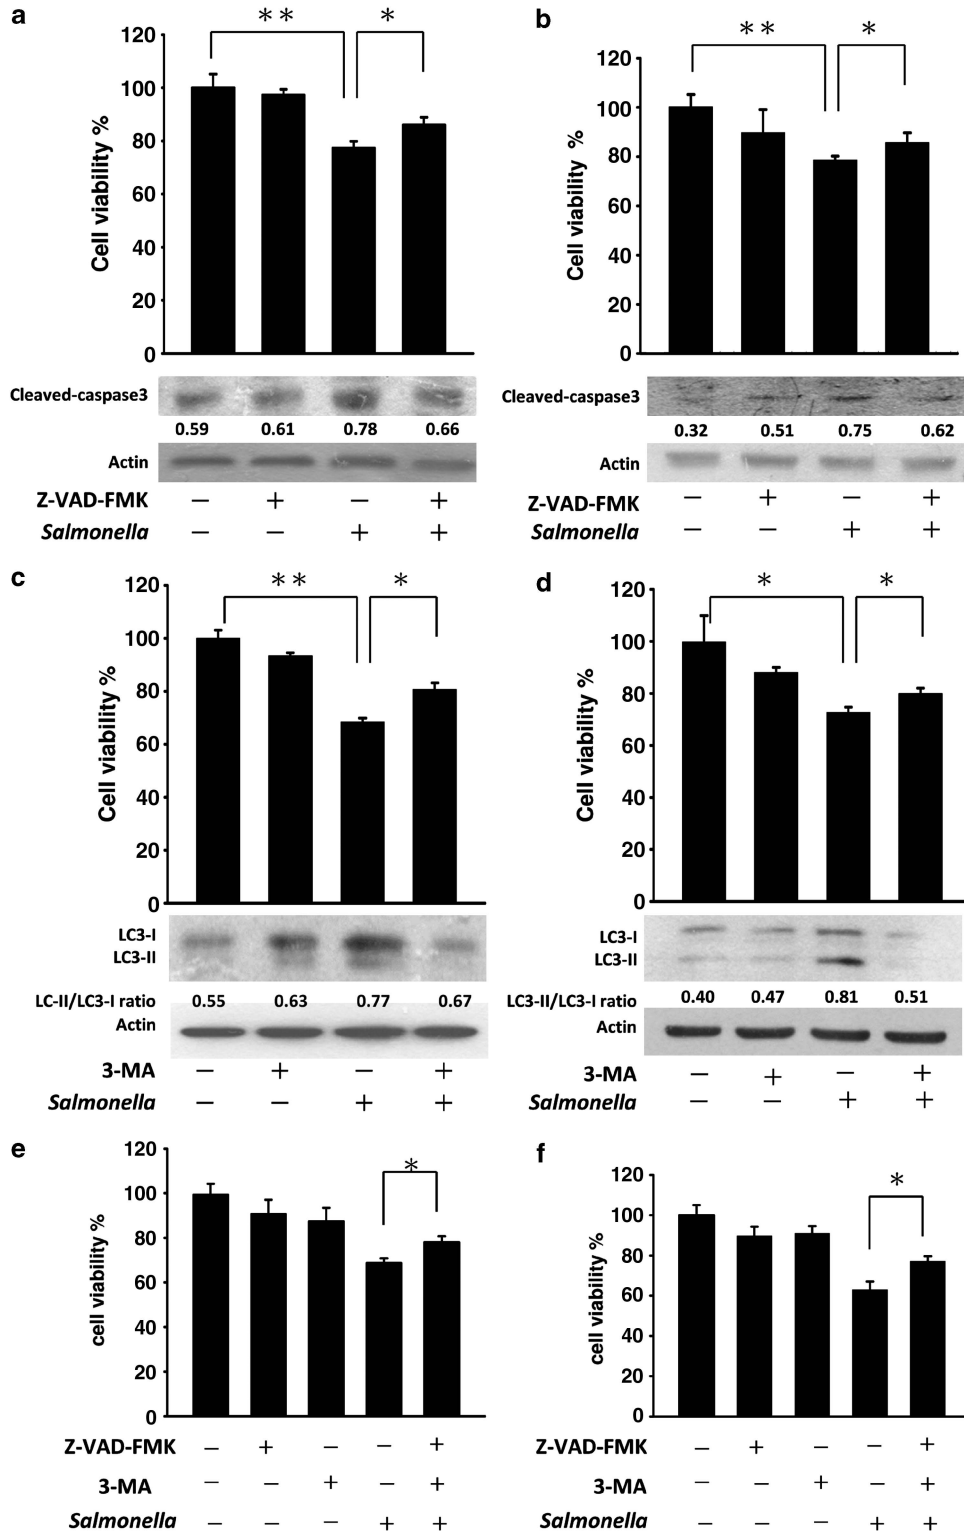 a
* *
*
120
100
80
60
40
20
0
Cell viability %
Cleaved-caspase3
0.59 0.61 0.78 0.66
Actin
Z-VAD-FMK − + − +
Salmonella − − + +
b
* *
*
120
100
80
60
40
20
0
Cell viability %
Cleaved-caspase3
0.32 0.51 0.75 0.62
Actin
Z-VAD-FMK − + − +
Salmonella − − + +
c
* *
*
120
100
80
60
40
20
0
Cell viability %
LC3-I
LC3-II
LC-II/LC3-I ratio 0.55 0.63 0.77 0.67
Actin
3-MA − + − +
Salmonella − − + +
d
*
*
120
100
80
60
40
20
0
Cell viability %
LC3-I
LC3-II
LC3-II/LC3-I ratio 0.40 0.47 0.81 0.51
Actin
3-MA − + − +
Salmonella − − + +
e
*
120
100
80
60
40
20
0
cell viability %
Z-VAD-FMK − + − − +
3-MA − − + − +
Salmonella − − − + +
f
*
120
100
80
60
40
20
0
cell viability %
Z-VAD-FMK − + − − +
3-MA − − + − +
Salmonella − − − + +